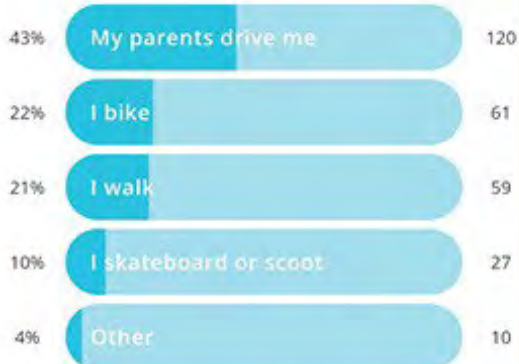 43% My parents drive me 120
22% I bike 61
21% I walk 59
10% I skateboard or scoot 27
4% Other 10